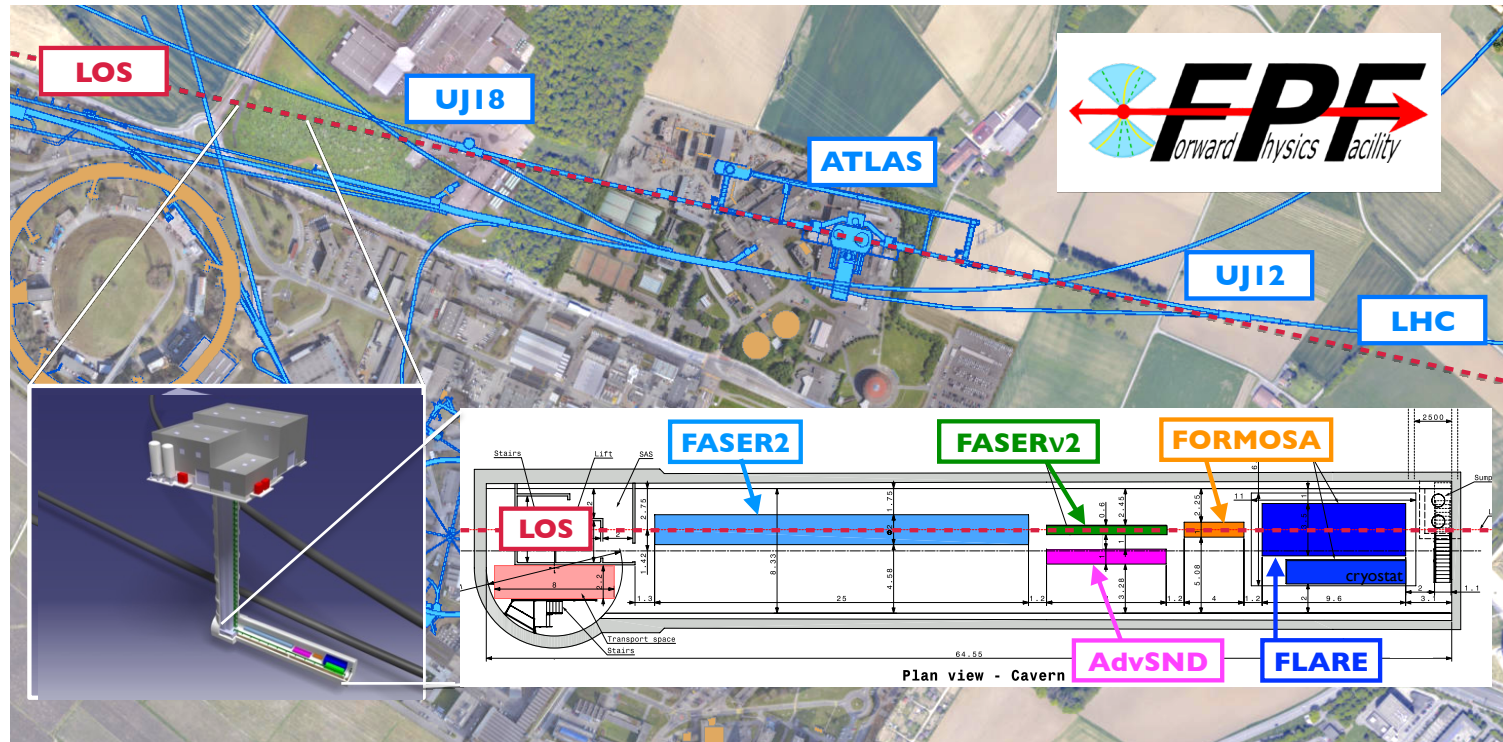 LOS
UJ18
ATLAS
FPF
Forward Physics Facility
UJ12
LHC
2500
FASER2
FASERν2
FORMOSA
Stairs
Lift
SAS
Sump
LOS
2.75
1.75
0.6
2.45
2.25
6
11
1
8.33
1.42
4.58
1
3.28
5.08
2
8
2.2
1.3
25
1.2
1.2
4
1.2
9.6
2
3.1
1.1
cryostat
Transport space
Stairs
64.55
Plan view - Cavern
AdvSND
FLARE